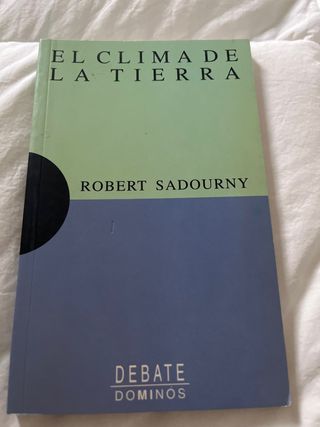 EL CLIMA DE
LA TIERRA
ROBERT SADOURNY
DEBATE
DOMINOS